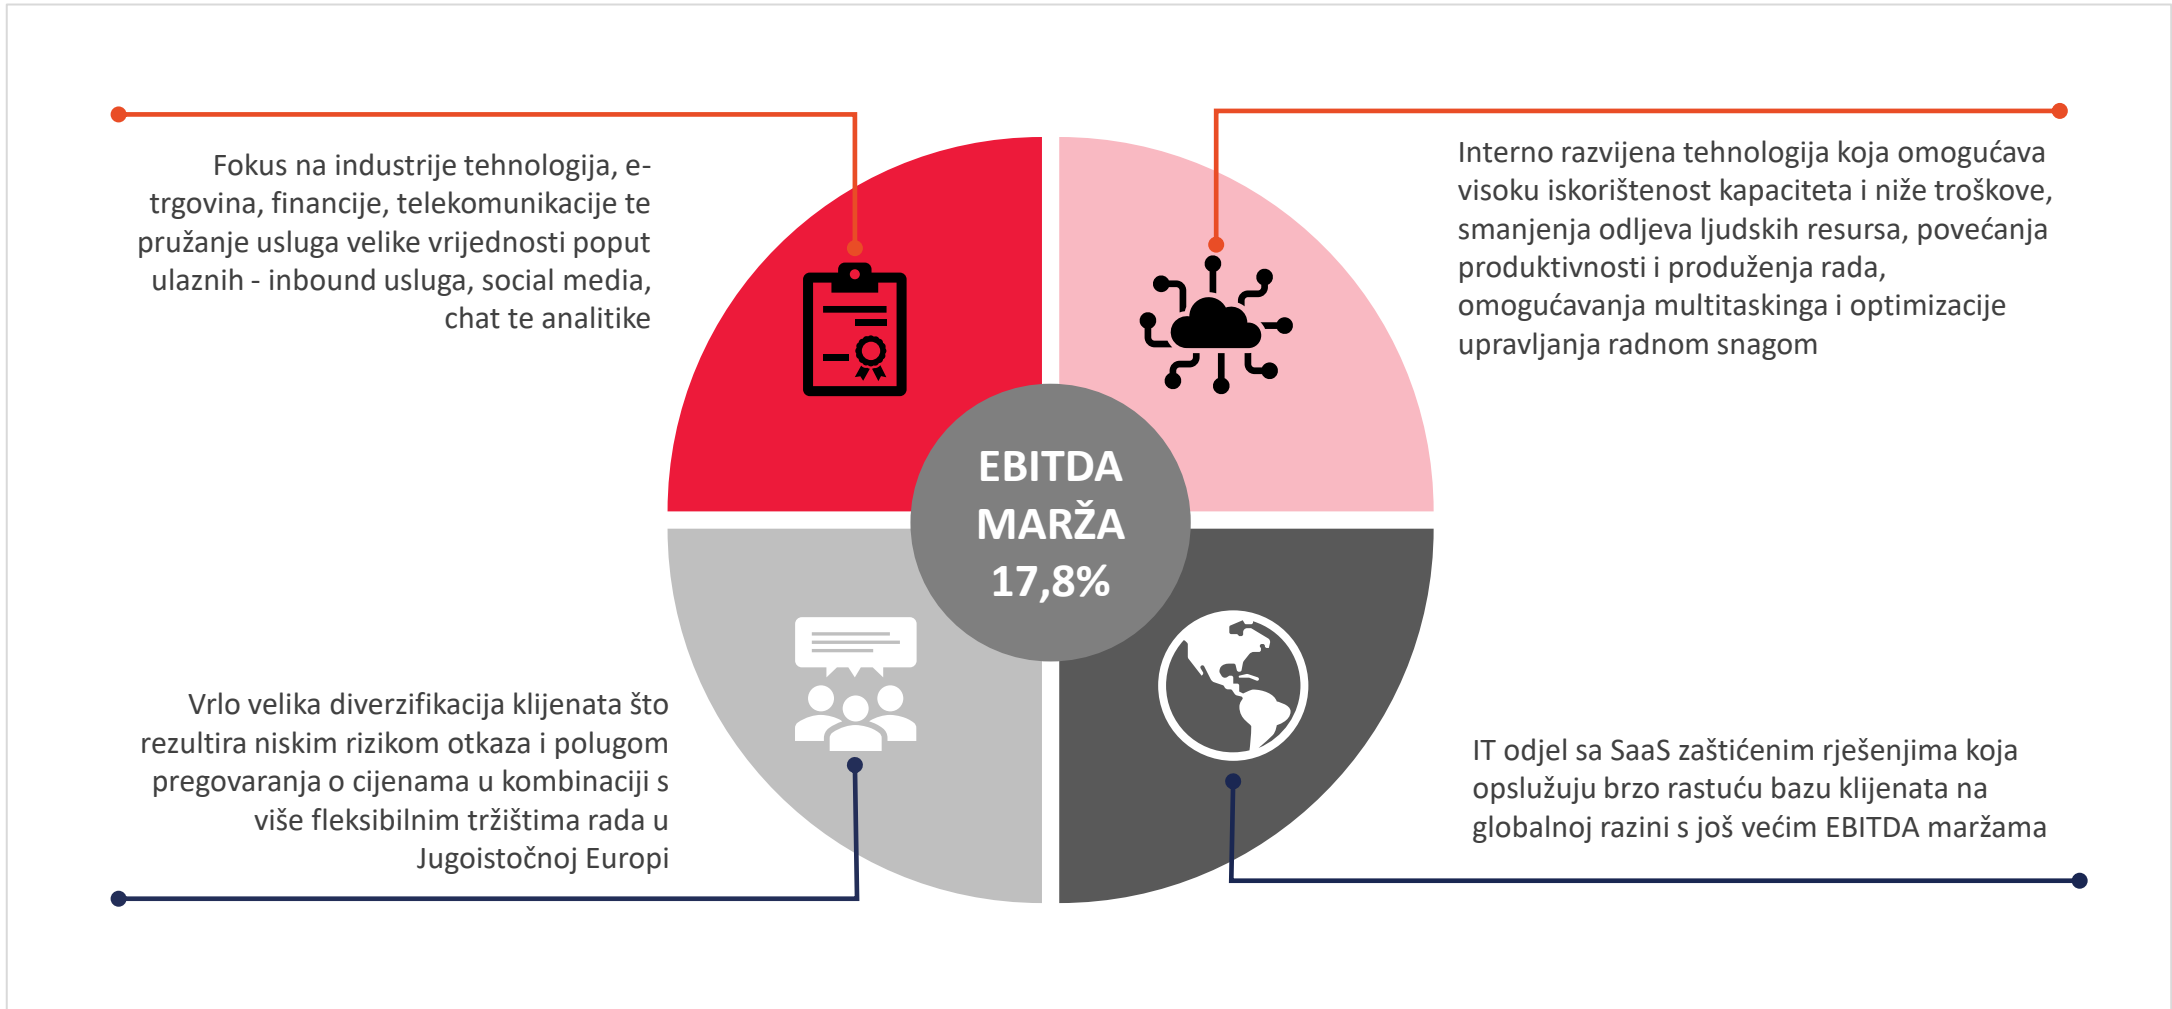 Fokus na industrije tehnologija, e-
trgovina, financije, telekomunikacije te
pružanje usluga velike vrijednosti poput
ulaznih - inbound usluga, social media,
chat te analitike
Interno razvijena tehnologija koja omogućava
visoku iskorištenost kapaciteta i niže troškove,
smanjenja odljeva ljudskih resursa, povećanja
produktivnosti i produženja rada,
omogućavanja multitaskinga i optimizacije
upravljanja radnom snagom
EBITDA
MARŽA
17,8%
Vrlo velika diverzifikacija klijenata što
rezultira niskim rizikom otkaza i polugom
pregovaranja o cijenama u kombinaciji s
više fleksibilnim tržištima rada u
Jugoistočnoj Europi
IT odjel sa SaaS zaštićenim rješenjima koja
opslužuju brzo rastuću bazu klijenata na
globalnoj razini s još većim EBITDA maržama